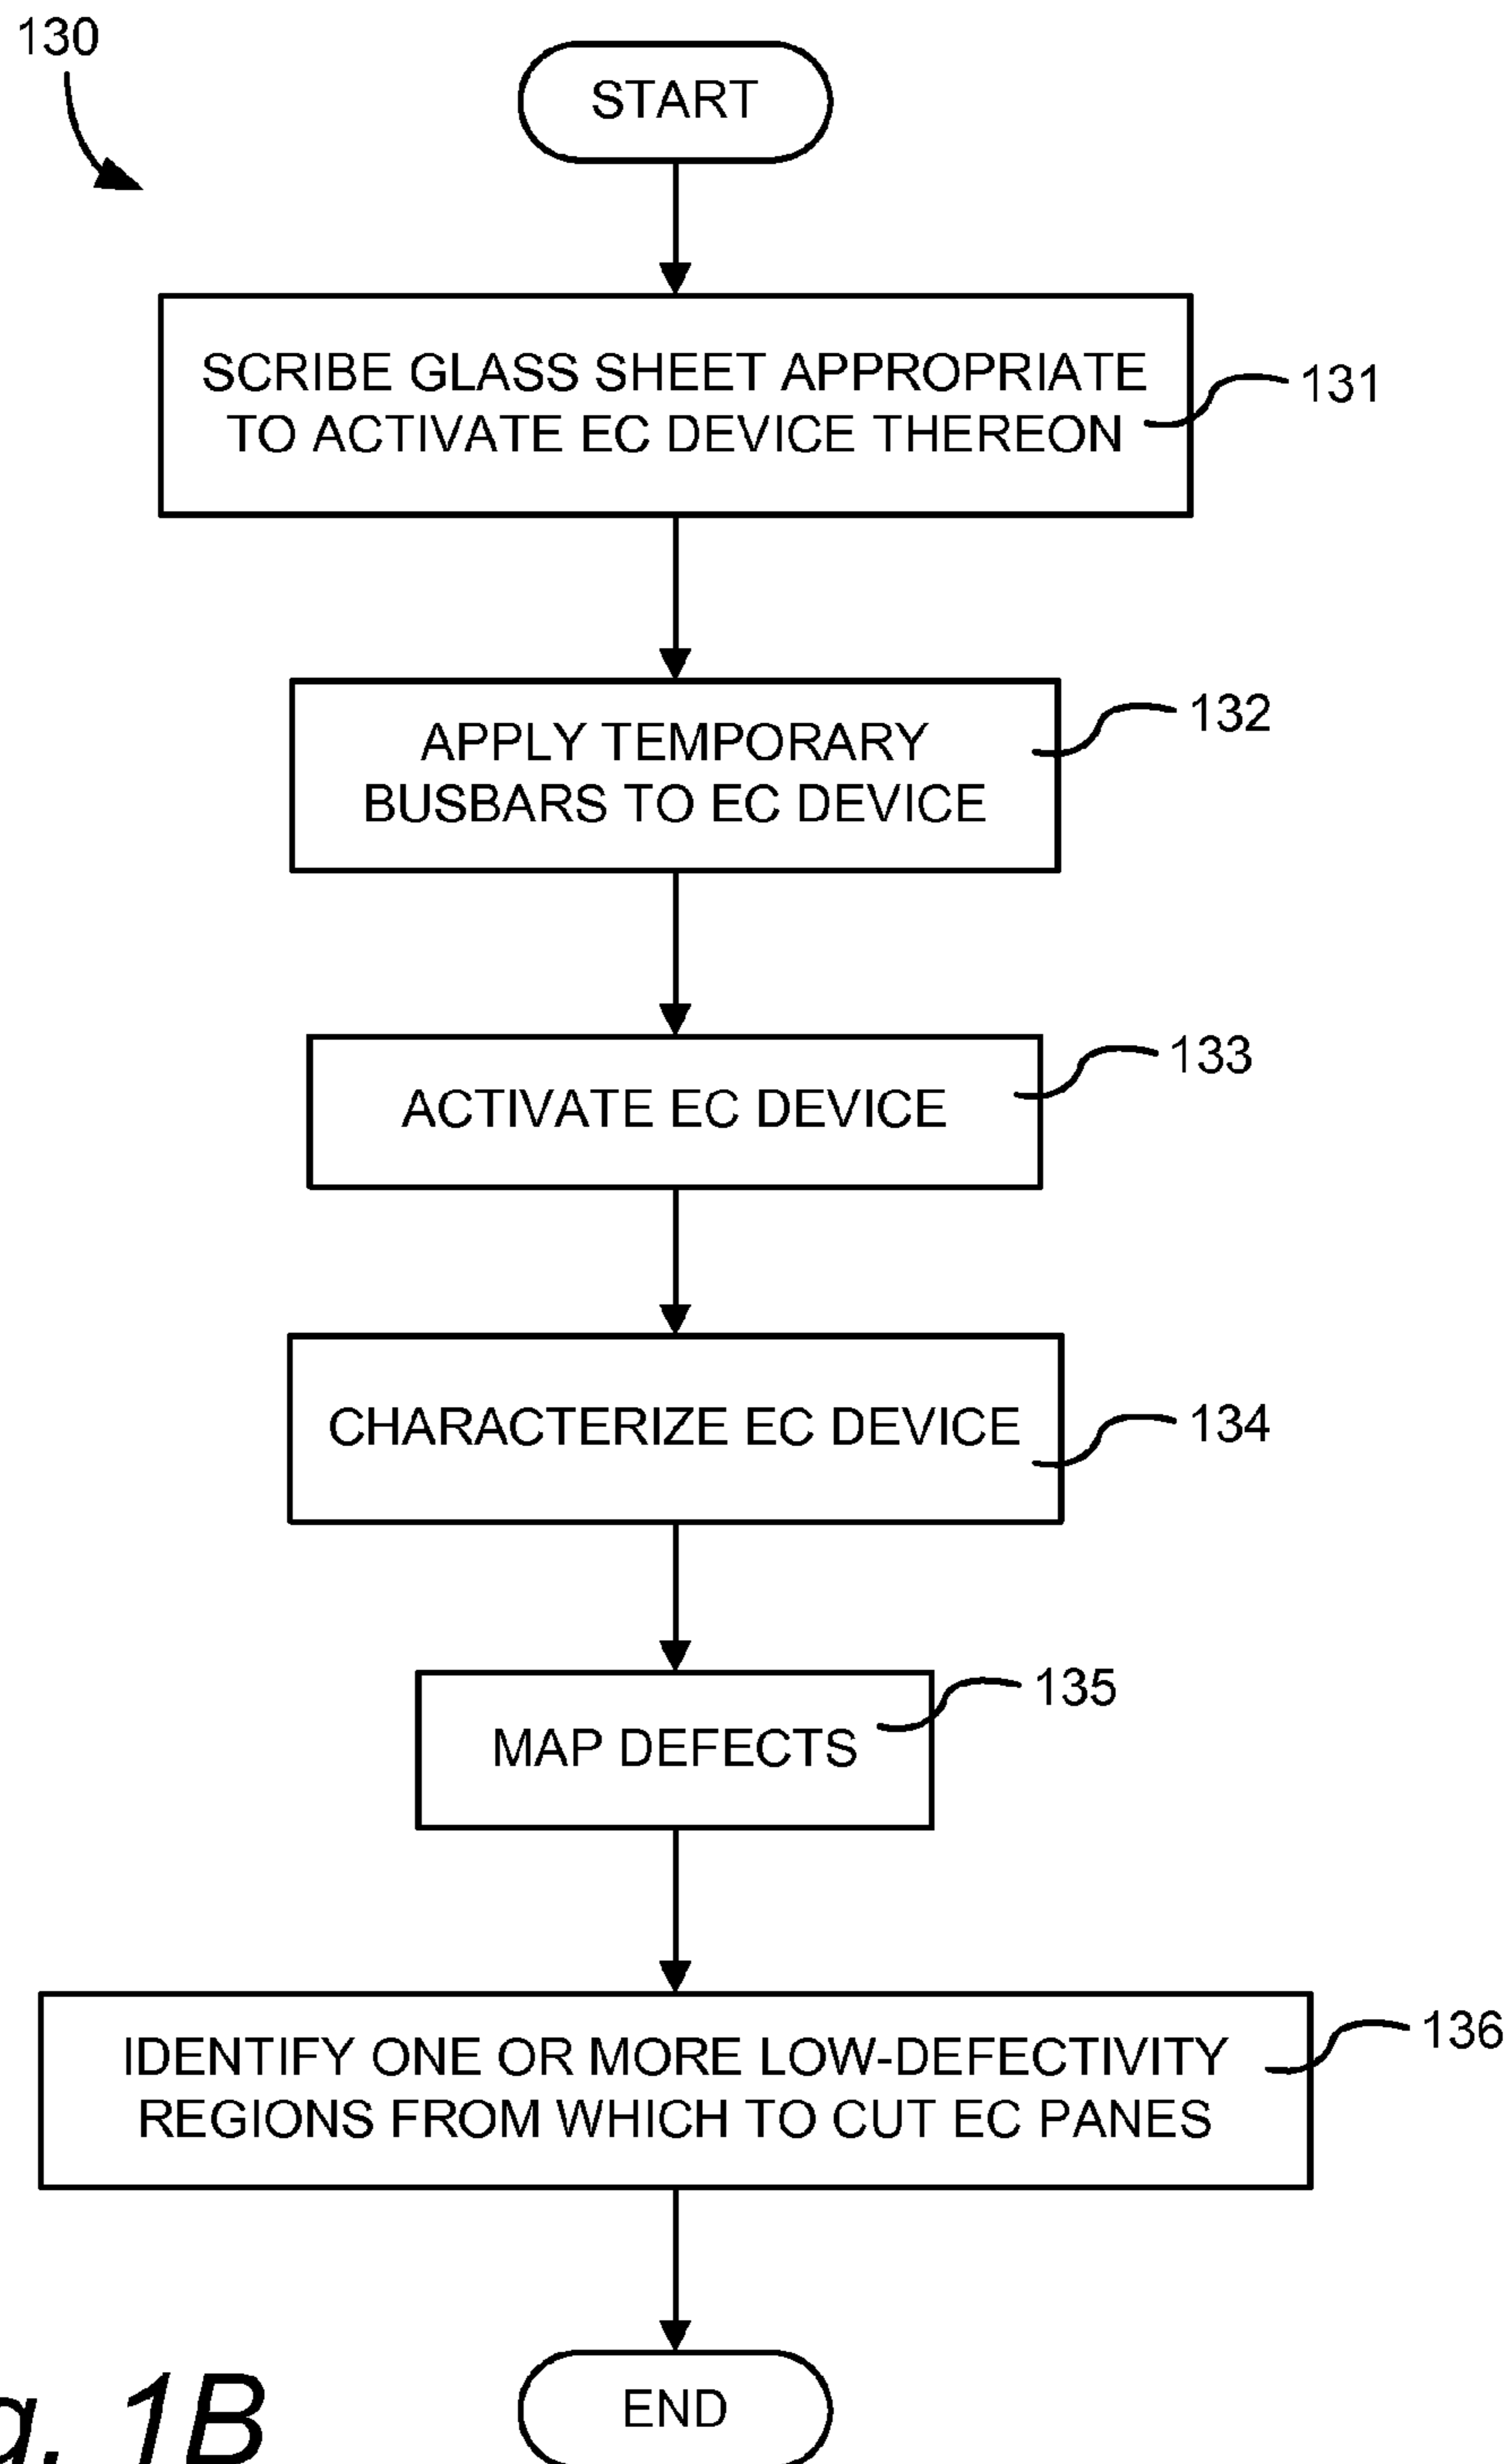 130
START
SCRIBE GLASS SHEET APPROPRIATE
TO ACTIVATE EC DEVICE THEREON
131
APPLY TEMPORARY
BUSBARS TO EC DEVICE
132
ACTIVATE EC DEVICE
133
CHARACTERIZE EC DEVICE
134
MAP DEFECTS
135
IDENTIFY ONE OR MORE LOW-DEFECTIVITY
REGIONS FROM WHICH TO CUT EC PANES
136
END
1B